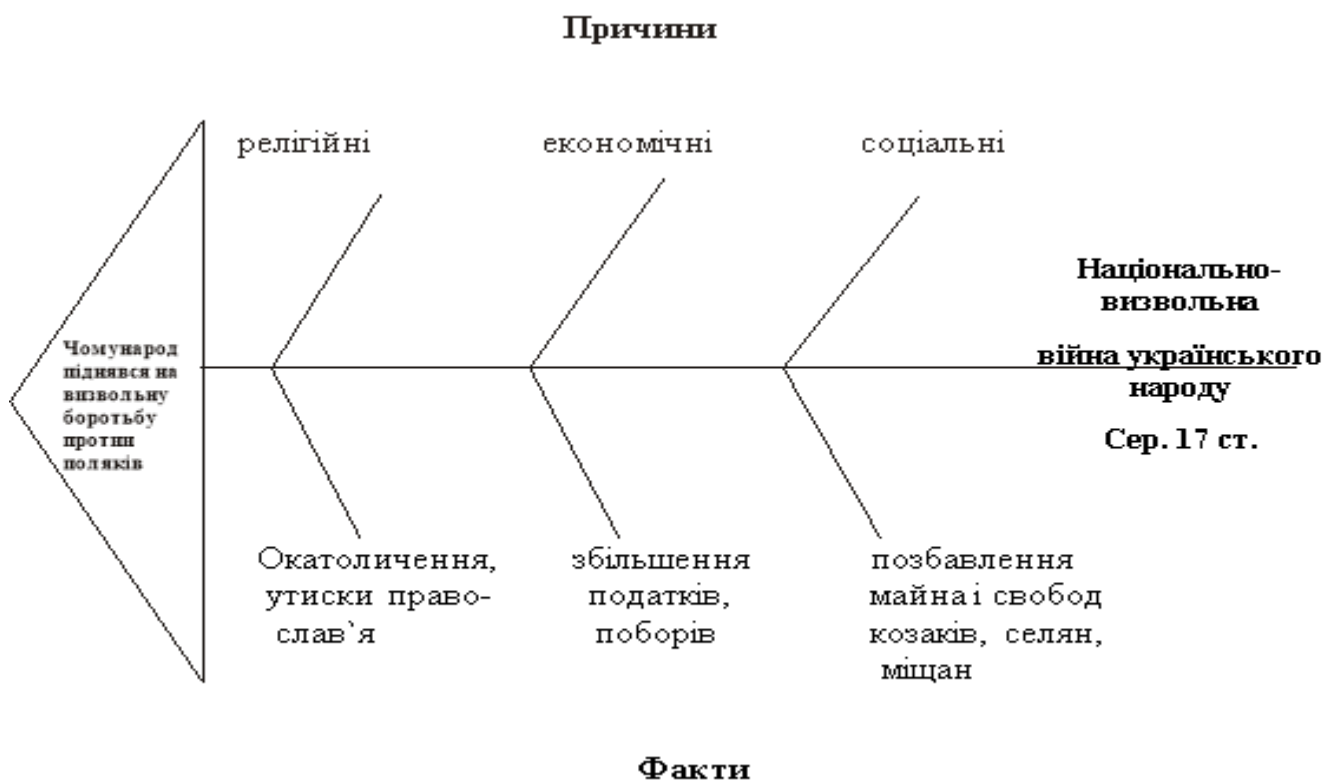 Причини
релігійні
економічні
соціальні
Чомународ
піднявся на
визвольну
боротьбу
проти
поляків
Національно-
визвольна
війна українського
народу
Сер. 17 ст.
Окатоличення,
утиски право-
слав`я
збільшення
податків,
поборів
позбавлення
майна і свобод
козаків, селян,
міщан
Факти